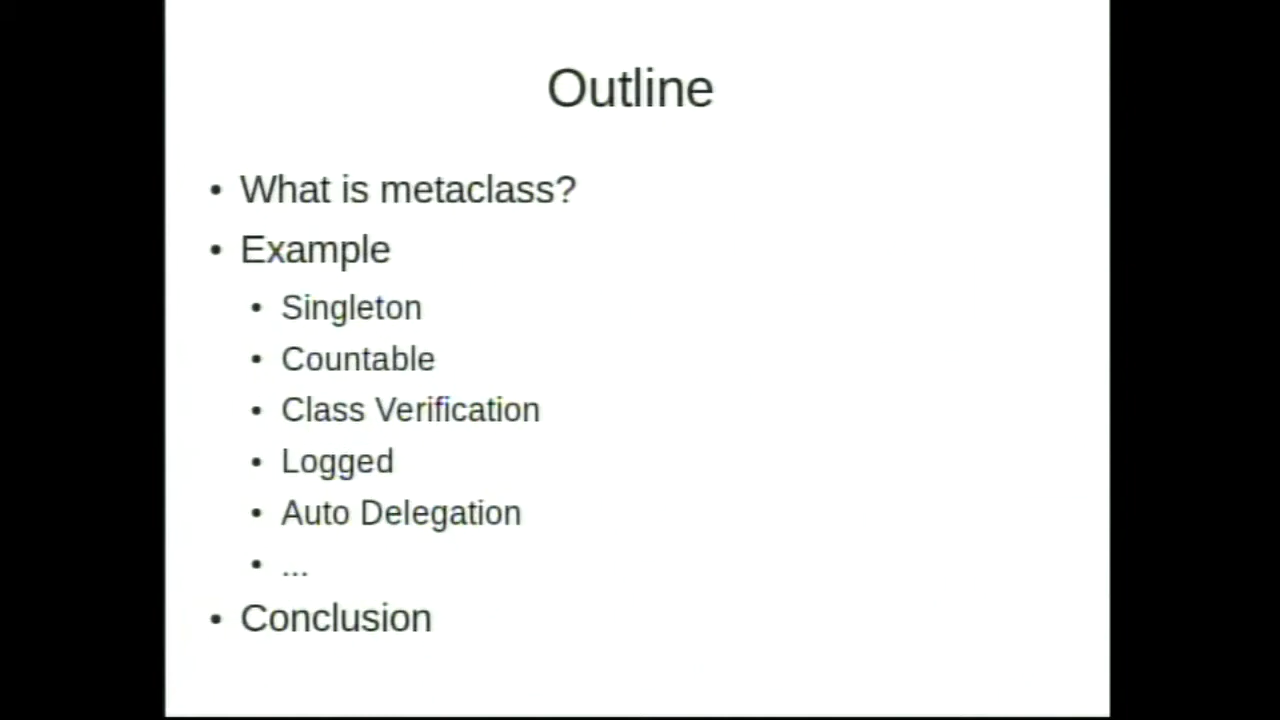 Outline
• What is metaclass?
• Example
• Singleton
• Countable
• Class Verification
• Logged
• Auto Delegation
• ...
• Conclusion